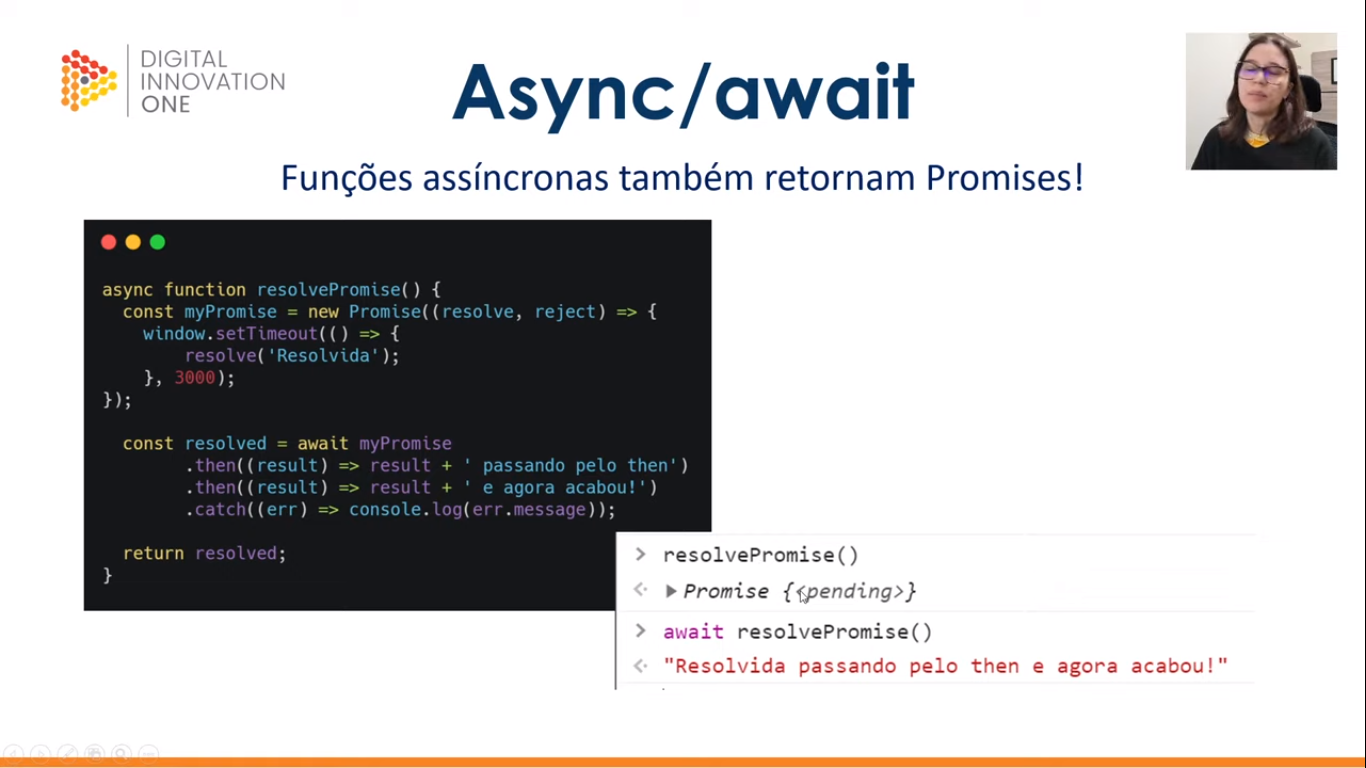 DIGITAL
INNOVATION
ONE
Async/await
Funções assíncronas também retornam Promises!
async function resolvePromise() {
  const myPromise = new Promise((resolve, reject) => {
    window.setTimeout(() => {
        resolve('Resolvida');
    }, 3000);
});
  const resolved = await myPromise
        .then((result) => result + ' passando pelo then')
        .then((result) => result + ' e agora acabou!')
        .catch((err) => console.log(err.message));
  return resolved;
}
> resolvePromise()
<· ▶ Promise {<pending>}
> await resolvePromise()
<· "Resolvida passando pelo then e agora acabou!"